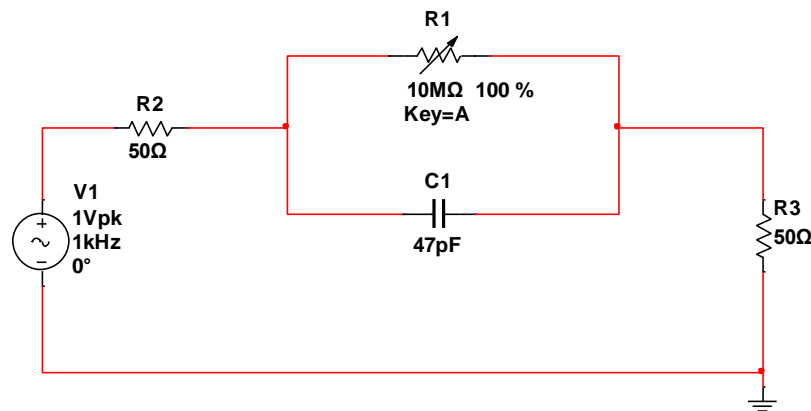 R1
10MΩ 100 %
Key=A
R2
50Ω
C1
47pF
V1
1Vpk
1kHz
0°
R3
50Ω